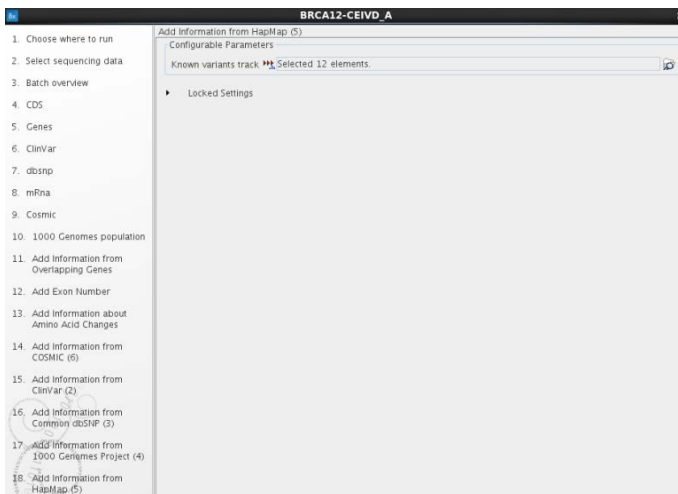 BRCA12-CEIVD_A
1. Choose where to run
2. Select sequencing data
3. Batch overview
4. CDS
5. Genes
6. ClinVar
7. dbsnp
8. mRna
9. Cosmic
10. 1000 Genomes population
11. Add Information from
Overlapping Genes
12. Add Exon Number
13. Add Information about
Amino Acid Changes
14. Add Information from
COSMIC (6)
15. Add Information from
ClinVar (2)
16. Add Information from
Common dbSNP (3)
17. Add Information from
1000 Genomes Project (4)
18. Add Information from
HapMap (5)
Add Information from HapMap (5)
Configurable Parameters
Known variants track Selected 12 elements.
Locked Settings